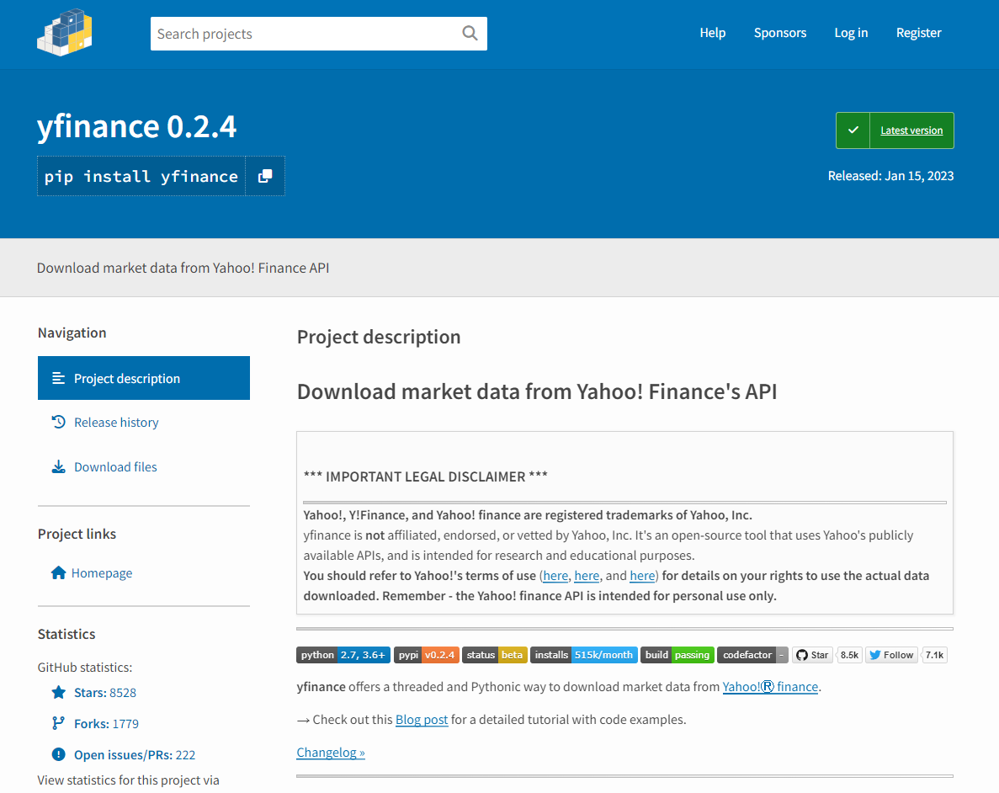 Search projects
Help Sponsors Log in Register
yfinance 0.2.4
Latest version
pip install yfinance
Released: Jan 15, 2023
Download market data from Yahoo! Finance API
Navigation
Project description
Release history
Download files
Project links
Homepage
Statistics
GitHub statistics:
Stars: 8528
Forks: 1779
Open issues/PRs: 222
View statistics for this project via
Project description
Download market data from Yahoo! Finance's API
*** IMPORTANT LEGAL DISCLAIMER ***
Yahoo!, Y!Finance, and Yahoo! finance are registered trademarks of Yahoo, Inc.
yfinance is not affiliated, endorsed, or vetted by Yahoo, Inc. It's an open-source tool that uses Yahoo's publicly
available APIs, and is intended for research and educational purposes.
You should refer to Yahoo!'s terms of use (here, here, and here) for details on your rights to use the actual data
downloaded. Remember - the Yahoo! finance API is intended for personal use only.
python 2.7, 3.6+ pypi v0.2.4 status beta installs 515k/month build passing codefactor - Star 8.5k Follow 7.1k
yfinance offers a threaded and Pythonic way to download market data from Yahoo!® finance.
→ Check out this Blog post for a detailed tutorial with code examples.
Changelog »